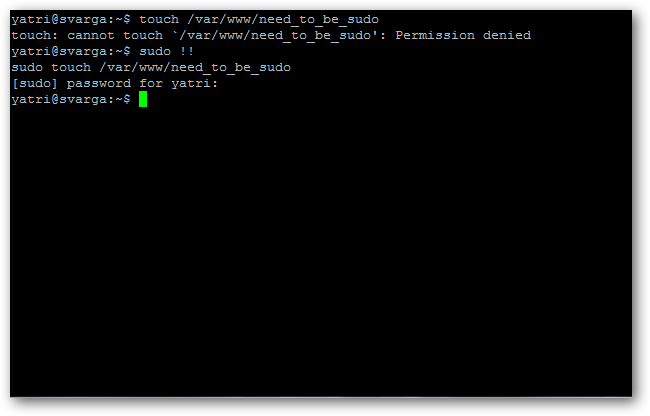 yatri@svarga:~$ touch /var/www/need_to_be_sudo
touch: cannot touch `/var/www/need_to_be_sudo': Permission denied
yatri@svarga:~$ sudo !!
sudo touch /var/www/need_to_be_sudo
[sudo] password for yatri:
yatri@svarga:~$